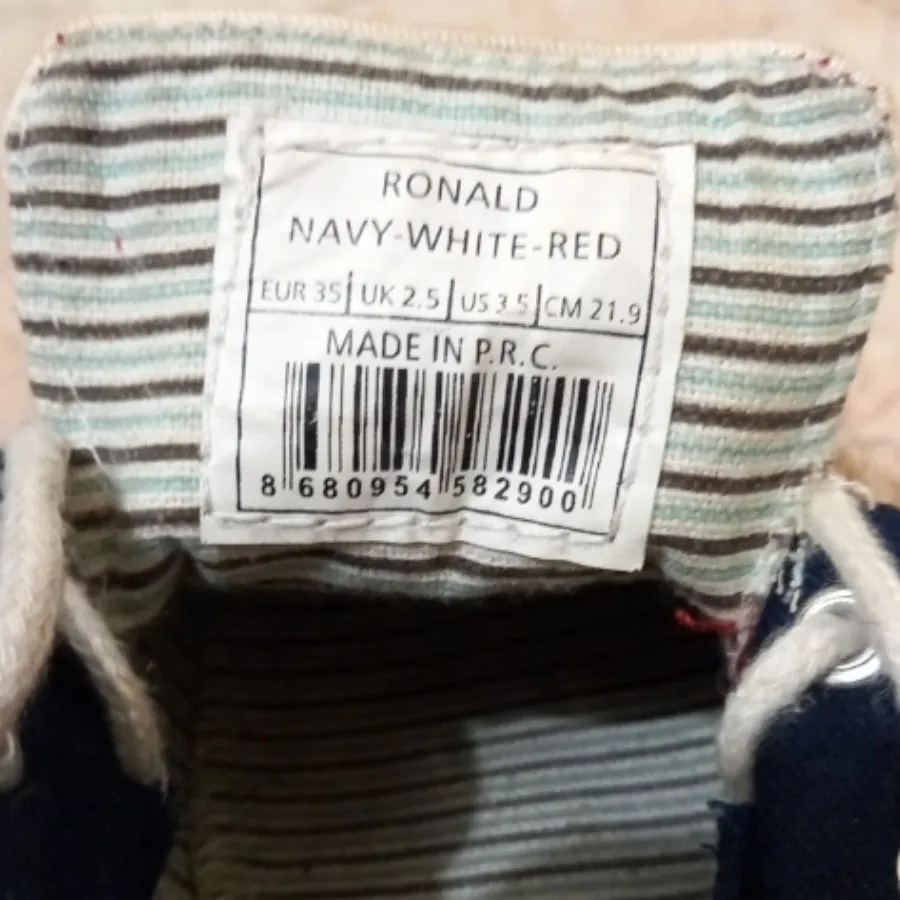 RONALD
NAVY-WHITE-RED
EUR 35 UK 2.5 US 3.5 CM 21.9
MADE IN P.R.C.
8 680954 582900